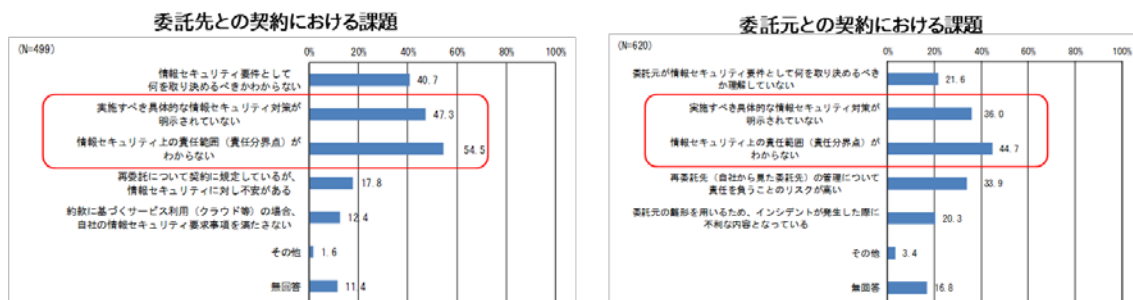 委託先との契約における課題
(N=499)
0% 20% 40% 60% 80% 100%
情報セキュリティ要件として
何を取り決めるべきかわからない
40.7
実施すべき具体的な情報セキュリティ対策が
明示されていない
47.3
情報セキュリティ上の責任範囲(責任分界点)が
わからない
54.5
再委託について契約に規定しているが、
情報セキュリティに対し不安がある
17.8
約款に基づくサービス利用(クラウド等)の場合、
自社の情報セキュリティ要求事項を満たさない
12.4
その他
1.6
無回答
11.4
委託元との契約における課題
(N=620)
0% 20% 40% 60% 80% 100%
委託元が情報セキュリティ要件として何を取り決めるべき
か理解していない
21.6
実施すべき具体的な情報セキュリティ対策が
明示されていない
36.0
情報セキュリティ上の責任範囲(責任分界点)が
わからない
44.7
再委託先(自社から見た委託先)の管理について
責任を負うことのリスクが高い
33.9
委託元の雛形を用いるため、インシデントが発生した際に
不利な内容となっている
20.3
その他
3.4
無回答
16.8